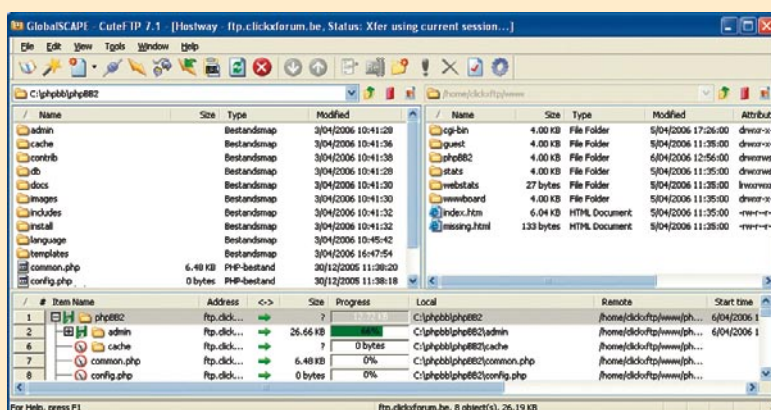 GlobalSCAPE - CuteFTP 7.1 - [Hostway - ftp.clickxforum.be, Status: Xfer using current session...]
File Edit View Tools Window Help
C:\phpbb\phpBB2
/home/clickxftp/www
/ Name Size Type Modified
admin Bestandsmap 3/04/2006 10:41:28
cache Bestandsmap 3/04/2006 10:41:36
contrib Bestandsmap 3/04/2006 10:41:38
db Bestandsmap 3/04/2006 10:41:28
docs Bestandsmap 3/04/2006 10:41:30
images Bestandsmap 3/04/2006 10:41:30
includes Bestandsmap 3/04/2006 10:41:32
install Bestandsmap 3/04/2006 10:41:32
language Bestandsmap 3/04/2006 10:45:42
templates Bestandsmap 3/04/2006 16:47:54
common.php 6.48 KB PHP-bestand 30/12/2005 11:38:20
config.php 0 bytes PHP-bestand 30/12/2005 11:38:18
/ Name Size Type Modified Attribut
cgi-bin 4.00 KB File Folder 5/04/2006 17:26:00 drwxr-x
guest 4.00 KB File Folder 5/04/2006 11:35:00 drwxr-x
phpBB2 4.00 KB File Folder 6/04/2006 12:56:00 drwxrws
stats 4.00 KB File Folder 5/04/2006 11:35:00 drwxrws
webstats 27 bytes File Folder 5/04/2006 11:35:00 lrwxrwx
wwwboard 4.00 KB File Folder 5/04/2006 11:35:00 drwxr-x
index.htm 6.04 KB HTML Document 5/04/2006 11:35:00 -rw-r--r
missing.html 133 bytes HTML Document 5/04/2006 11:35:00 -rw-r--r
/ # Item Name Address <-> Size Progress Local Remote Start time
1 phpBB2 ftp.click... ? 12.72 KB C:\phpbb\phpBB2 /home/clickxftp/www/ph... 6/04/2006 1
2 admin ftp.click... 26.66 KB 66% C:\phpbb\phpBB2\admin /home/clickxftp/www/ph... 6/04/2006 1
6 cache ftp.click... ? 0 bytes C:\phpbb\phpBB2\cache /home/clickxftp/www/ph...
7 common.php ftp.click... 6.48 KB 0% C:\phpbb\phpBB2\common.php /home/clickxftp/www/ph...
8 config.php ftp.click... 0 bytes 0% C:\phpbb\phpBB2\config.php /home/clickxftp/www/ph...
For Help, press F1 ftp.clickxforum.be, 8 object(s), 26.19 KB